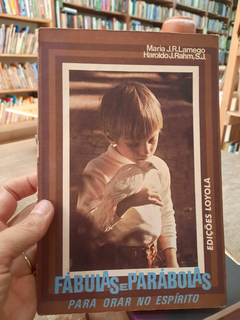 Maria J.R. Lamego
Haroldo J. Rahm, S.J.
EDIÇÕES LOYOLA
FÁBULAS E PARÁBOLAS
PARA ORAR NO ESPÍRITO